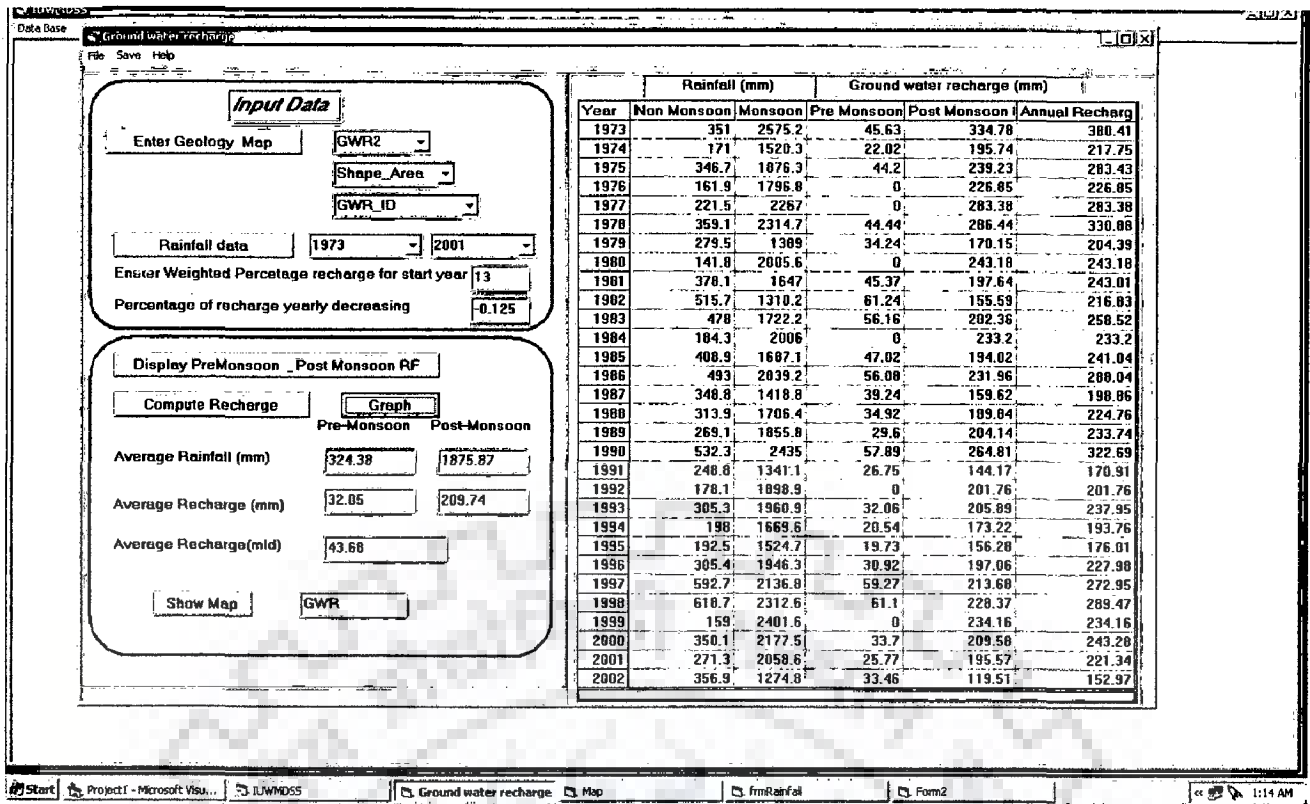 IUWMDSS
Data Base
Ground water recharge
File Save Help
Input Data
Enter Geology Map GWR2
Shape_Area
GWR_ID
Rainfall data 1973 2001
Enster Weighted Percetage recharge for start year 13
Percentage of recharge yearly decreasing -0.125
Display PreMonsoon _Post Monsoon RF
Compute Recharge Graph
Pre-Monsoon Post-Monsoon
Average Rainfall (mm) 324.38 1875.87
Average Recharge (mm) 32.05 209.74
Average Recharge(mld) 43.68
Show Map GWR
Rainfall (mm) Ground water recharge (mm)
Year Non Monsoon Monsoon Pre Monsoon Post Monsoon Annual Recharg
1973 351 2575.2 45.63 334.78 380.41
1974 171 1520.3 22.02 195.74 217.75
1975 346.7 1876.3 44.2 239.23 283.43
1976 161.9 1796.8 0 226.85 226.85
1977 221.5 2267 0 283.38 283.38
1978 359.1 2314.7 44.44 286.44 330.88
1979 279.5 1389 34.24 170.15 204.39
1980 141.8 2005.6 0 243.18 243.18
1981 378.1 1647 45.37 197.64 243.01
1982 515.7 1310.2 61.24 155.59 216.83
1983 478 1722.2 56.16 202.36 258.52
1984 184.3 2006 0 233.2 233.2
1985 408.9 1687.1 47.02 194.02 241.04
1986 493 2039.2 56.08 231.96 288.04
1987 348.8 1418.8 39.24 159.62 198.86
1988 313.9 1706.4 34.92 189.84 224.76
1989 269.1 1855.8 29.6 204.14 233.74
1990 532.3 2435 57.89 264.81 322.69
1991 248.8 1341.1 26.75 144.17 170.91
1992 178.1 1898.9 0 201.76 201.76
1993 305.3 1960.9 32.06 205.89 237.95
1994 198 1669.6 20.54 173.22 193.76
1995 192.5 1524.7 19.73 156.28 176.01
1996 305.4 1946.3 30.92 197.06 227.98
1997 592.7 2136.8 59.27 213.68 272.95
1998 618.7 2312.6 61.1 228.37 289.47
1999 159 2401.6 0 234.16 234.16
2000 350.1 2177.5 33.7 209.58 243.28
2001 271.3 2058.6 25.77 195.57 221.34
2002 356.9 1274.8 33.46 119.51 152.97
Start Project1 - Microsoft Visu... IUWMDSS Ground water recharge Map frmRainfall Form2 1:14 AM